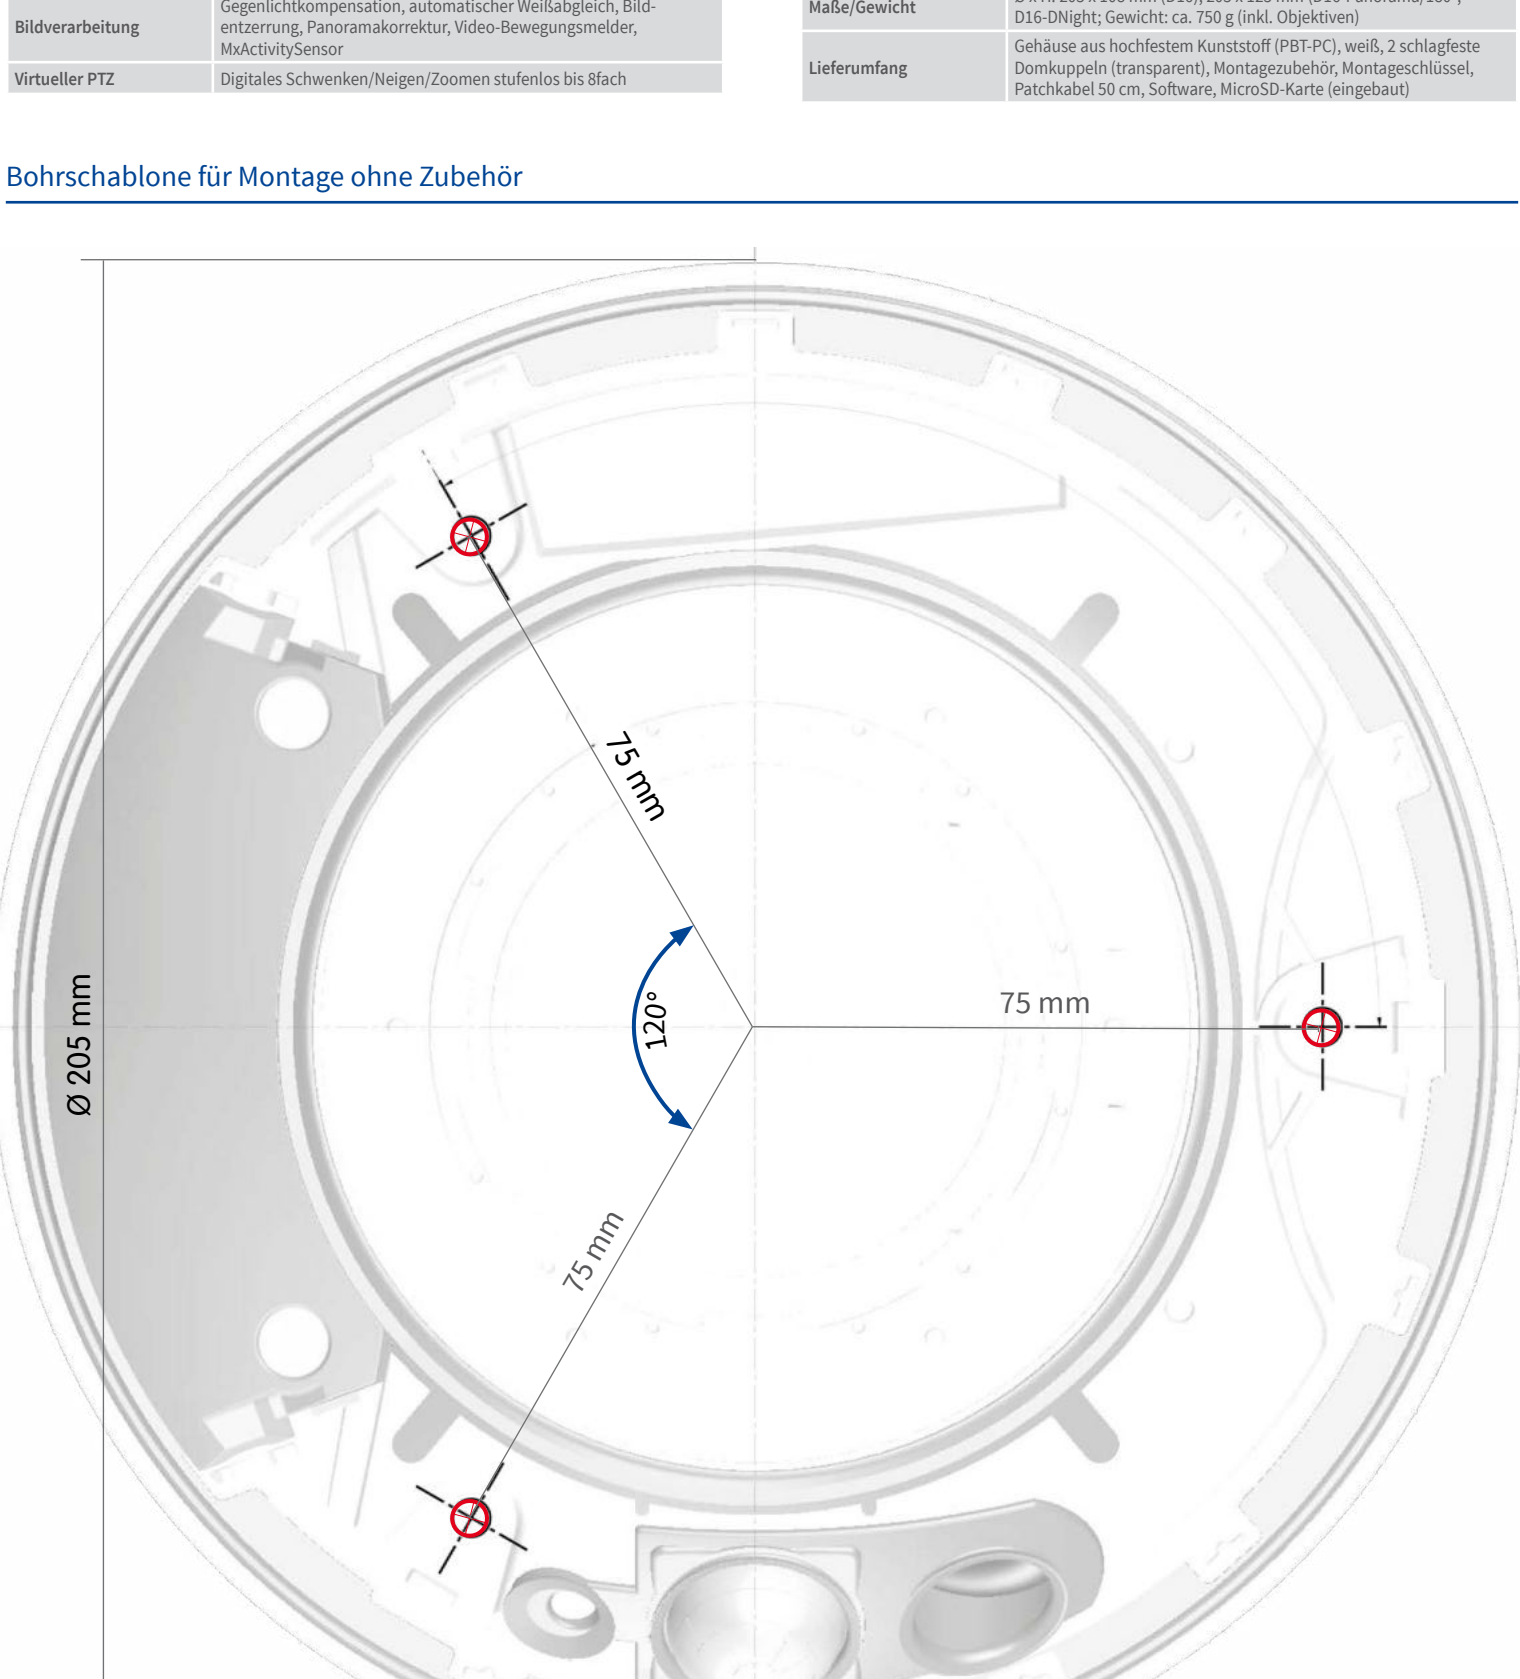 Bildverarbeitung
Gegenlichtkompensation, automatischer Weißabgleich, Bild-
entzerrung, Panoramakorrektur, Video-Bewegungsmelder,
MxActivitySensor
Virtueller PTZ
Digitales Schwenken/Neigen/Zoomen stufenlos bis 8fach
Maße/Gewicht
D16-DNight; Gewicht: ca. 750 g (inkl. Objektiven)
Lieferumfang
Gehäuse aus hochfestem Kunststoff (PBT-PC), weiß, 2 schlagfeste
Domkuppeln (transparent), Montagezubehör, Montageschlüssel,
Patchkabel 50 cm, Software, MicroSD-Karte (eingebaut)
Bohrschablone für Montage ohne Zubehör
75 mm
75 mm
120°
Ø 205 mm
75 mm